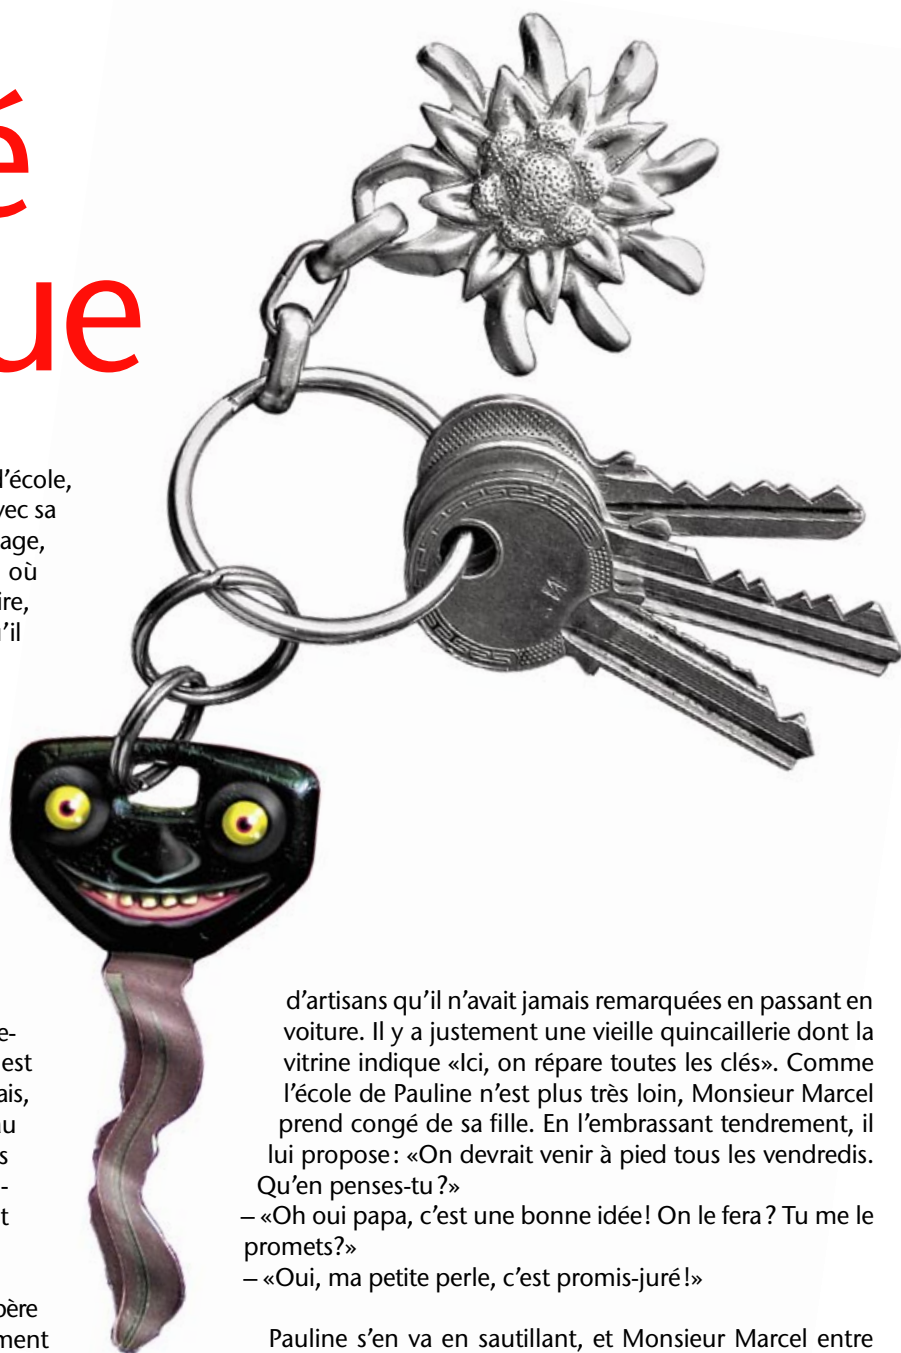 é
ue
l’école,
vec sa
age,
où
ire,
’il
e-
est
ais,
au
s
-
t
père
ment
d’artisans qu’il n’avait jamais remarquées en passant en
voiture. Il y a justement une vieille quincaillerie dont la
vitrine indique «Ici, on répare toutes les clés». Comme
l’école de Pauline n’est plus très loin, Monsieur Marcel
prend congé de sa fille. En l’embrassant tendrement, il
lui propose: «On devrait venir à pied tous les vendredis.
Qu’en penses-tu?»
– «Oh oui papa, c’est une bonne idée! On le fera? Tu me le
promets?»
– «Oui, ma petite perle, c’est promis-juré!»
Pauline s’en va en sautillant, et Monsieur Marcel entre